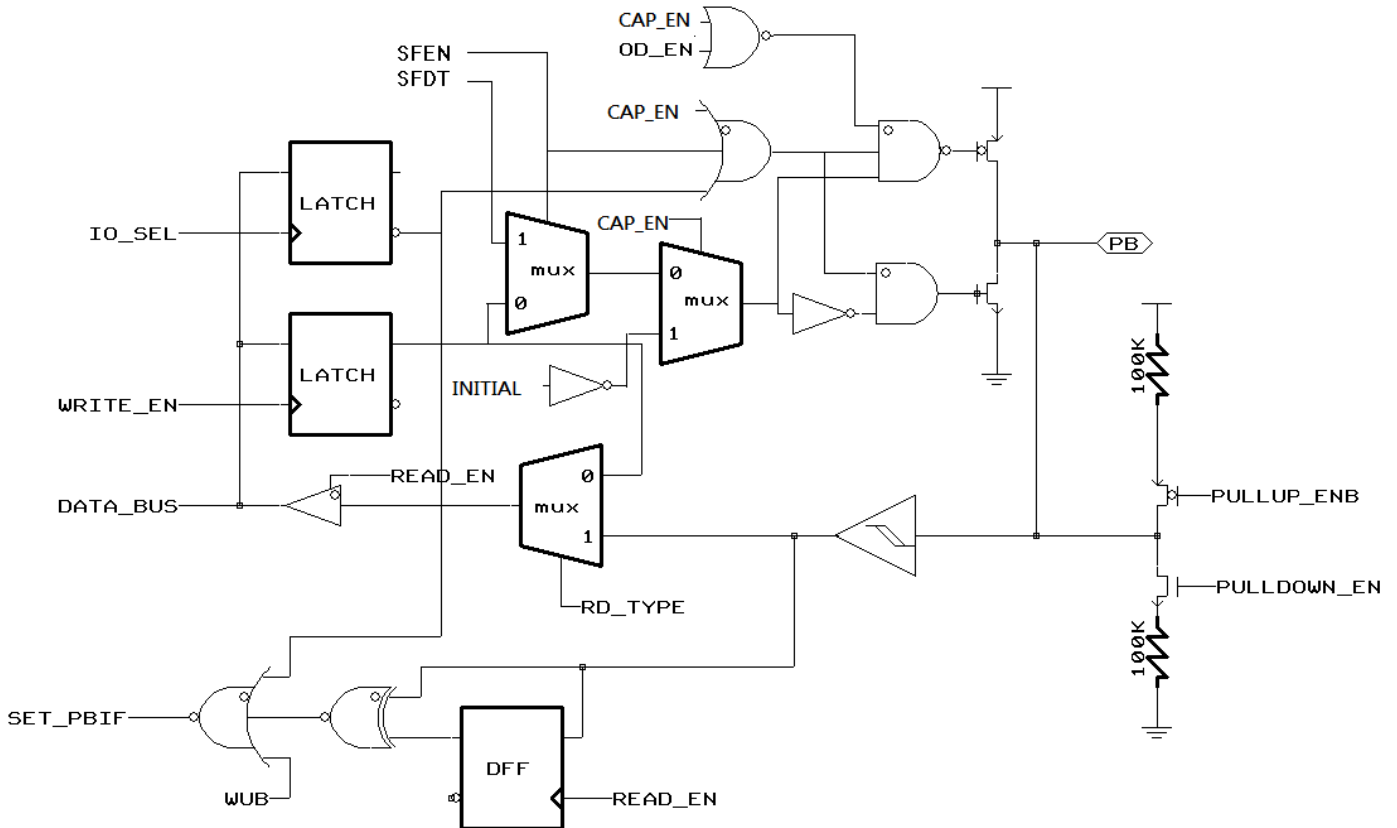 CAP_EN
OD_EN
SFEN
SFDT
CAP_EN
LATCH
IO_SEL
1
mux
0
CAP_EN
0
mux
1
PB
LATCH
WRITE_EN
INITIAL
100K
READ_EN
DATA_BUS
0
mux
1
RD_TYPE
PULLUP_ENB
PULLDOWN_EN
100K
SET_PBIF
WUB
DFF
READ_EN